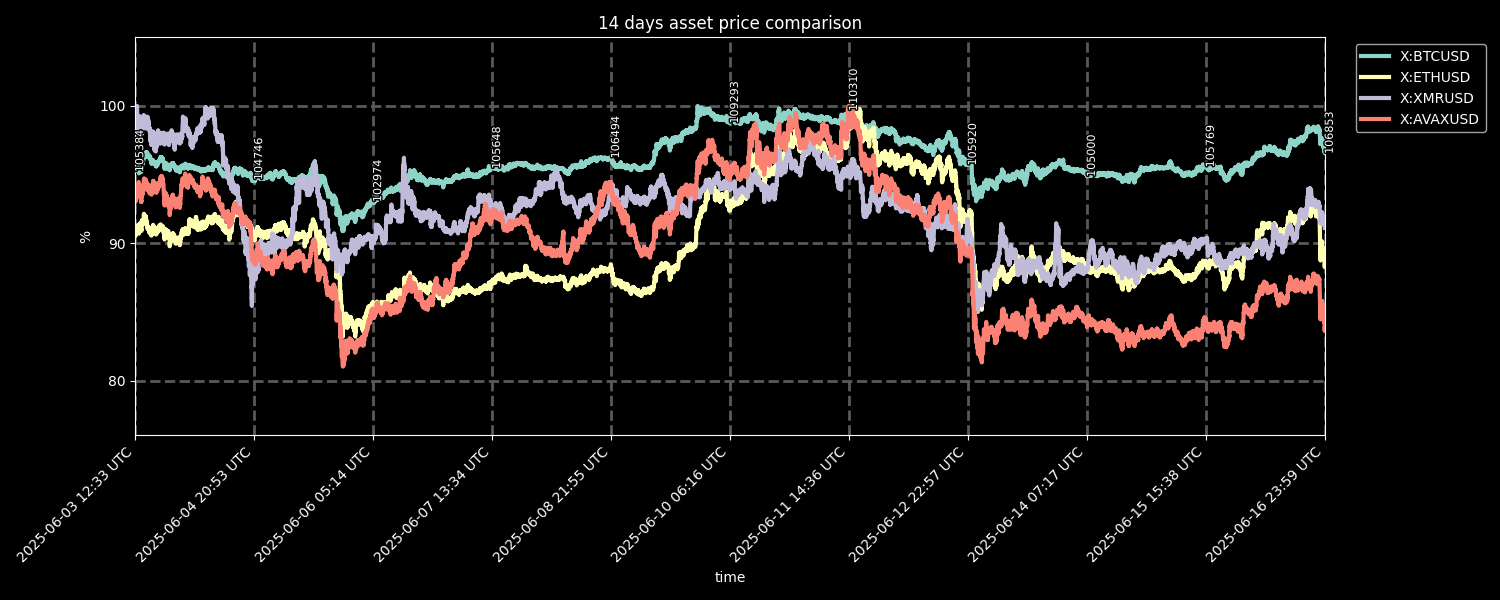 14 days asset price comparison
X:BTCUSD
X:ETHUSD
X:XMRUSD
X:AVAXUSD
100
90
80
%
105384
104746
102974
105648
106494
109293
110310
105920
105000
105769
106853
2025-06-03 12:33 UTC
2025-06-04 20:53 UTC
2025-06-06 05:14 UTC
2025-06-07 13:34 UTC
2025-06-08 21:55 UTC
2025-06-10 06:16 UTC
2025-06-11 14:36 UTC
2025-06-12 22:57 UTC
2025-06-14 07:17 UTC
2025-06-15 15:38 UTC
2025-06-16 23:59 UTC
time